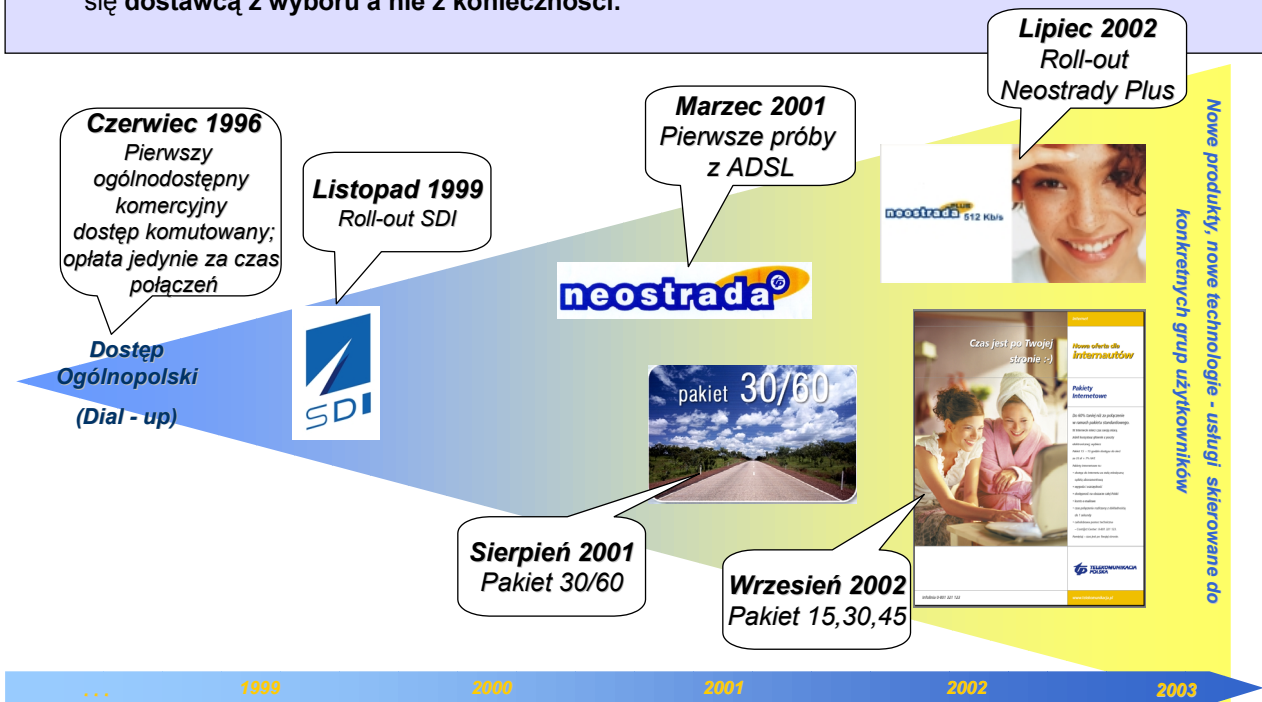 się dostawcą z wyboru a nie z konieczności.
Lipiec 2002
Roll-out
Neostrady Plus
Marzec 2001
Pierwsze próby
z ADSL
Czerwiec 1996
Pierwszy
ogólnodostępny
komercyjny
dostęp komutowany;
opłata jedynie za czas
połączeń
Listopad 1999
Roll-out SDI
neostrada PLUS 512 Kb/s
neostrada tp
SDI
Dostęp
Ogólnopolski
(Dial - up)
pakiet 30/60
Czas jest po Twojej
stronie :-)
Nowa oferta dla
internautów
Pakiety
Internetowe
tp TELEKOMUNIKACJA
POLSKA
Sierpień 2001
Pakiet 30/60
Wrzesień 2002
Pakiet 15,30,45
Nowe produkty, nowe technologie - usługi skierowane do
konkretnych grup użytkowników
. . . 1999 2000 2001 2002 2003